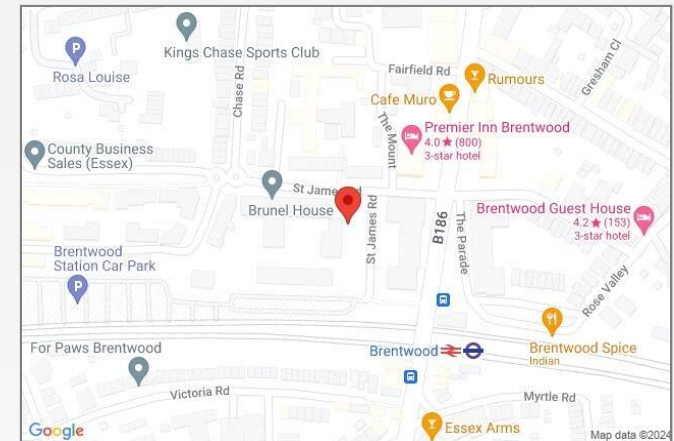 P
Rosa Louise
Kings Chase Sports Club
Chase Rd
Fairfield Rd
Rumours
Gresham Cl
Cafe Muro
The Mount
Premier Inn Brentwood
4.0 ★ (800)
3-star hotel
County Business
Sales (Essex)
St James Rd
Brunel House
St James Rd
B186
The Parade
Brentwood Guest House
4.2 ★ (153)
3-star hotel
Brentwood
Station Car Park
P
Rose Valley
For Paws Brentwood
Brentwood
Brentwood Spice
Indian
Victoria Rd
Myrtle Rd
Essex Arms
Google
Map data ©2024